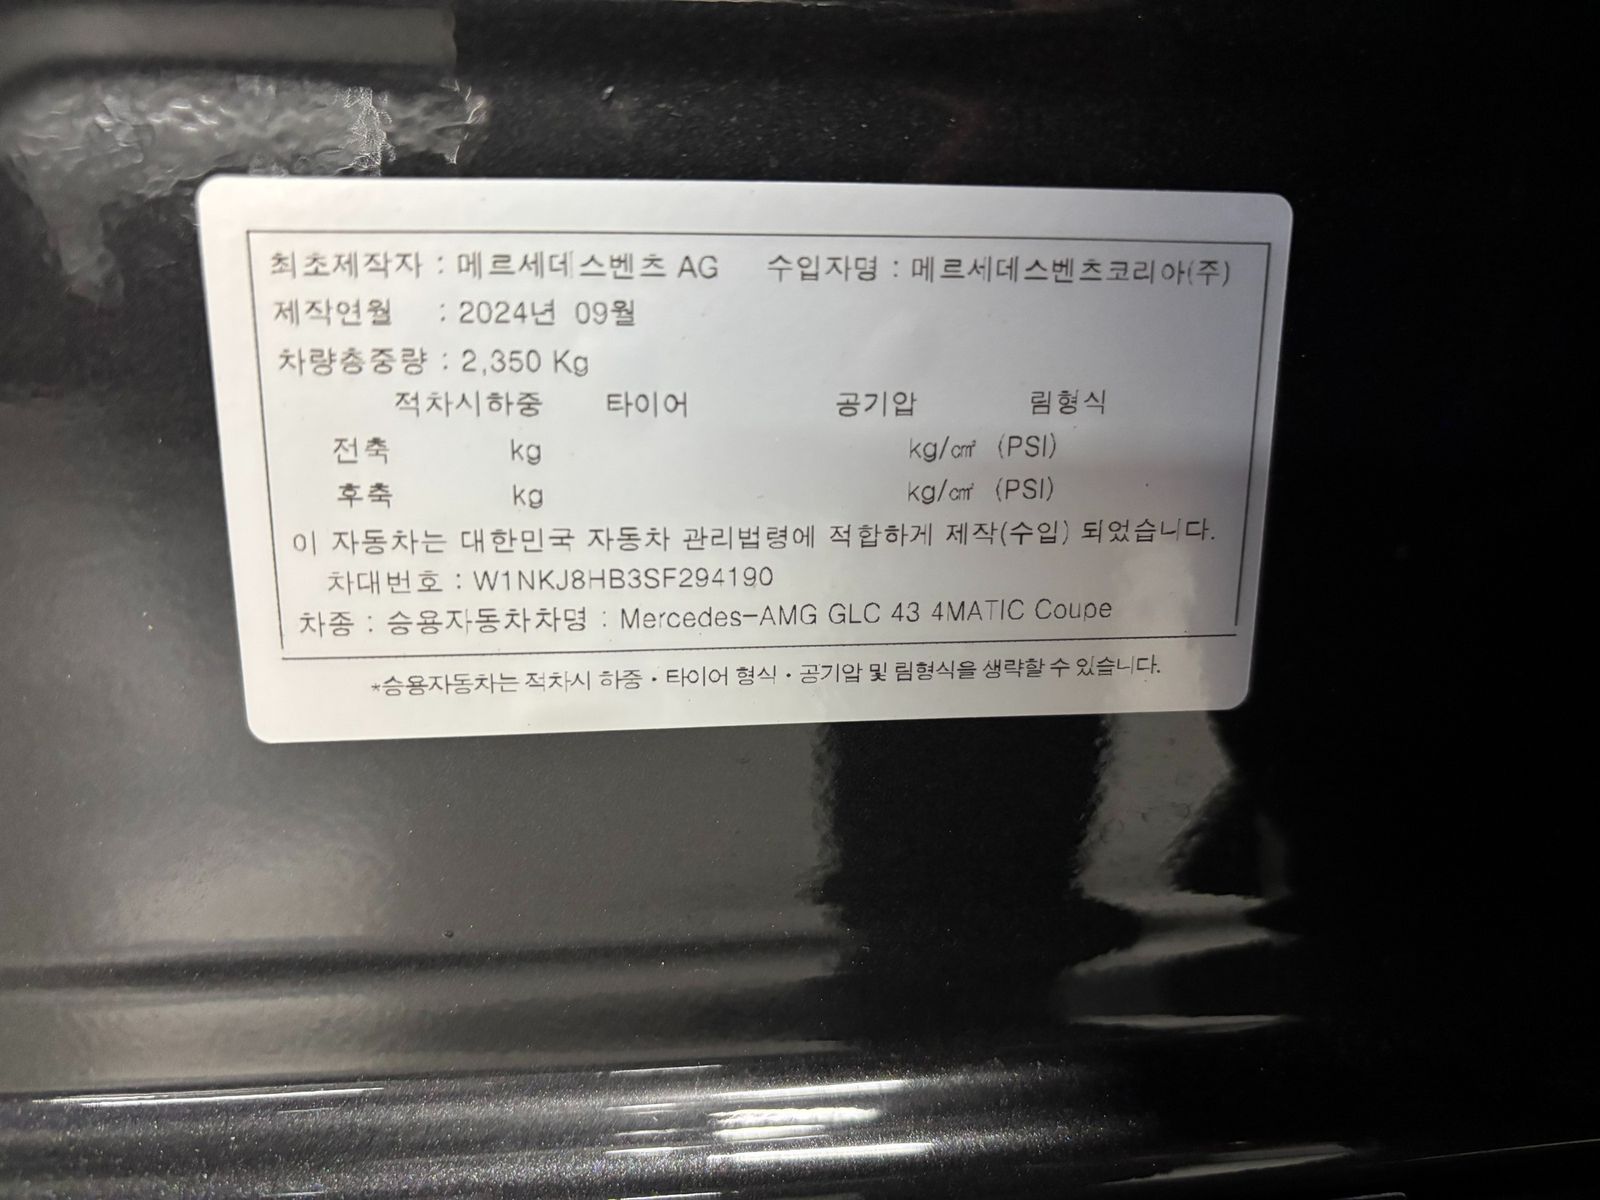 최초제작자 : 메르세데스벤츠 AG 수입자명 : 메르세데스벤츠코리아(주)
제작연월 : 2024년 09월
차량총중량 : 2,350 Kg
적차시하중 타이어 공기압 림형식
전축 kg kg/㎠ (PSI)
후축 kg kg/㎠ (PSI)
이 자동차는 대한민국 자동차 관리법령에 적합하게 제작(수입) 되었습니다.
차대번호 : W1NKJ8HB3SF294190
차종 : 승용자동차차명 : Mercedes-AMG GLC 43 4MATIC Coupe
*승용자동차는 적차시 하중·타이어 형식·공기압 및 림형식을 생략할 수 있습니다.